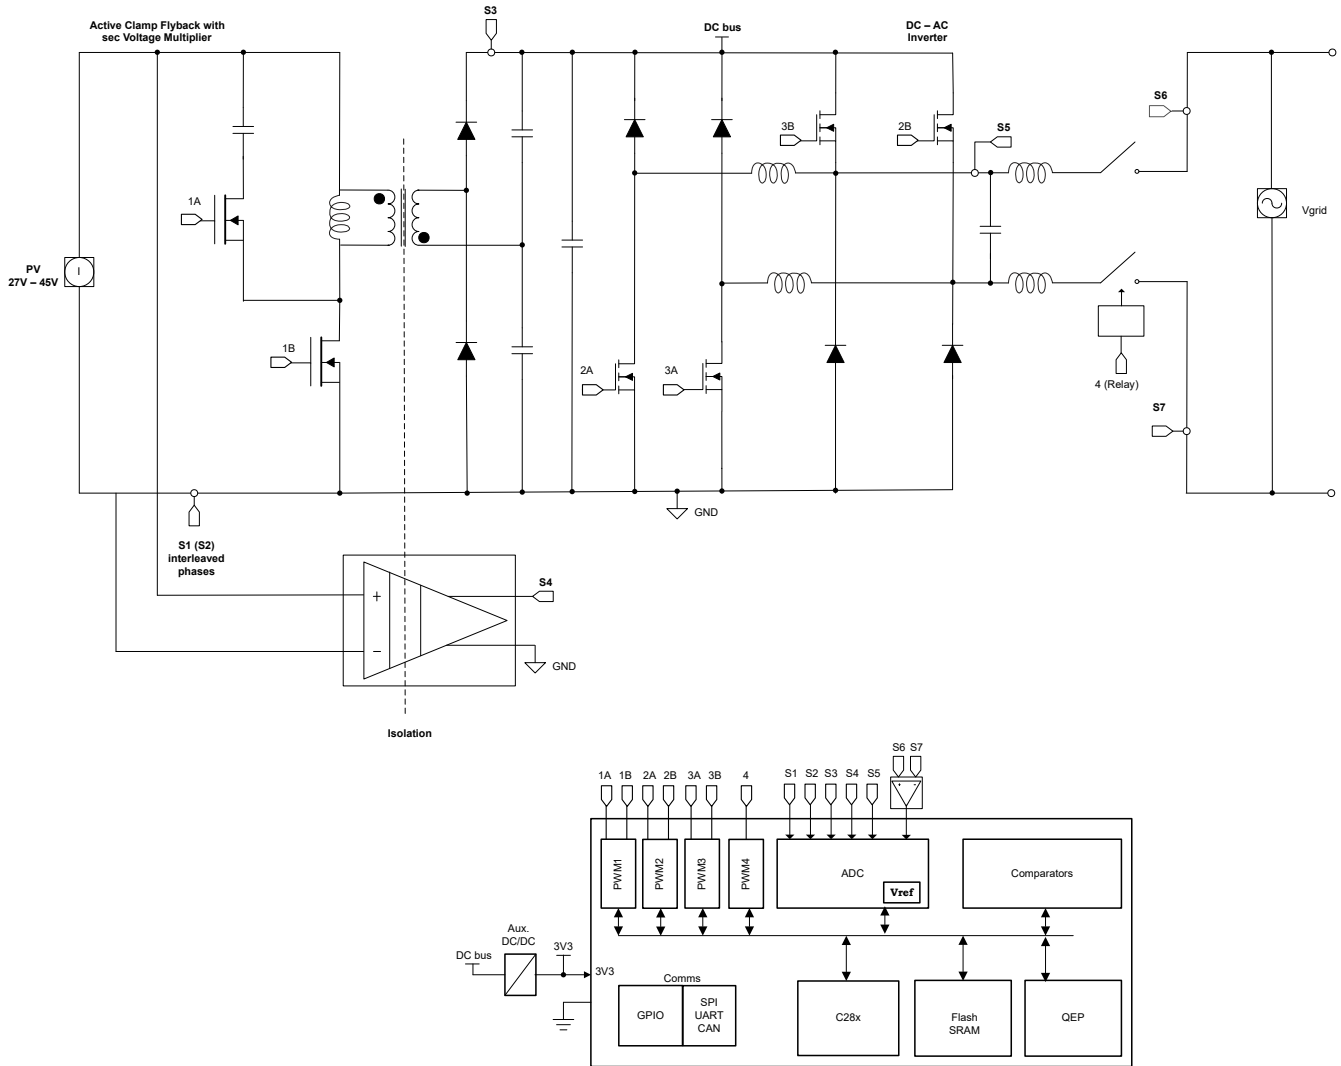 Active Clamp Flyback with
sec Voltage Multiplier
S3
DC bus
DC – AC
Inverter
S6
3B
2B
S5
1A
Vgrid
PV
27V – 45V
I
1B
2A
3A
4 (Relay)
S7
GND
S1 (S2)
interleaved
phases
S4
+
−
GND
Isolation
S6 S7
1A 1B 2A 2B 3A 3B 4 S1 S2 S3 S4 S5
+ -
PWM1
PWM2
PWM3
PWM4
ADC
Vref
Comparators
Aux.
DC/DC
DC bus
3V3
3V3
Comms
GPIO
SPI
UART
CAN
C28x
Flash
SRAM
QEP